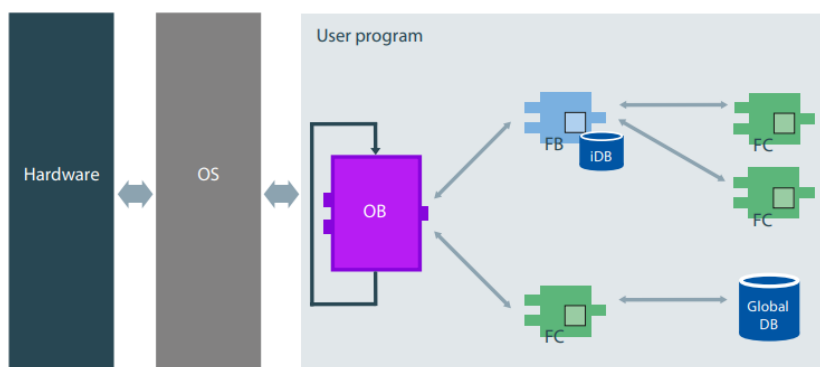 User program
Hardware
OS
OB
FB
iDB
FC
FC
FC
Global
DB